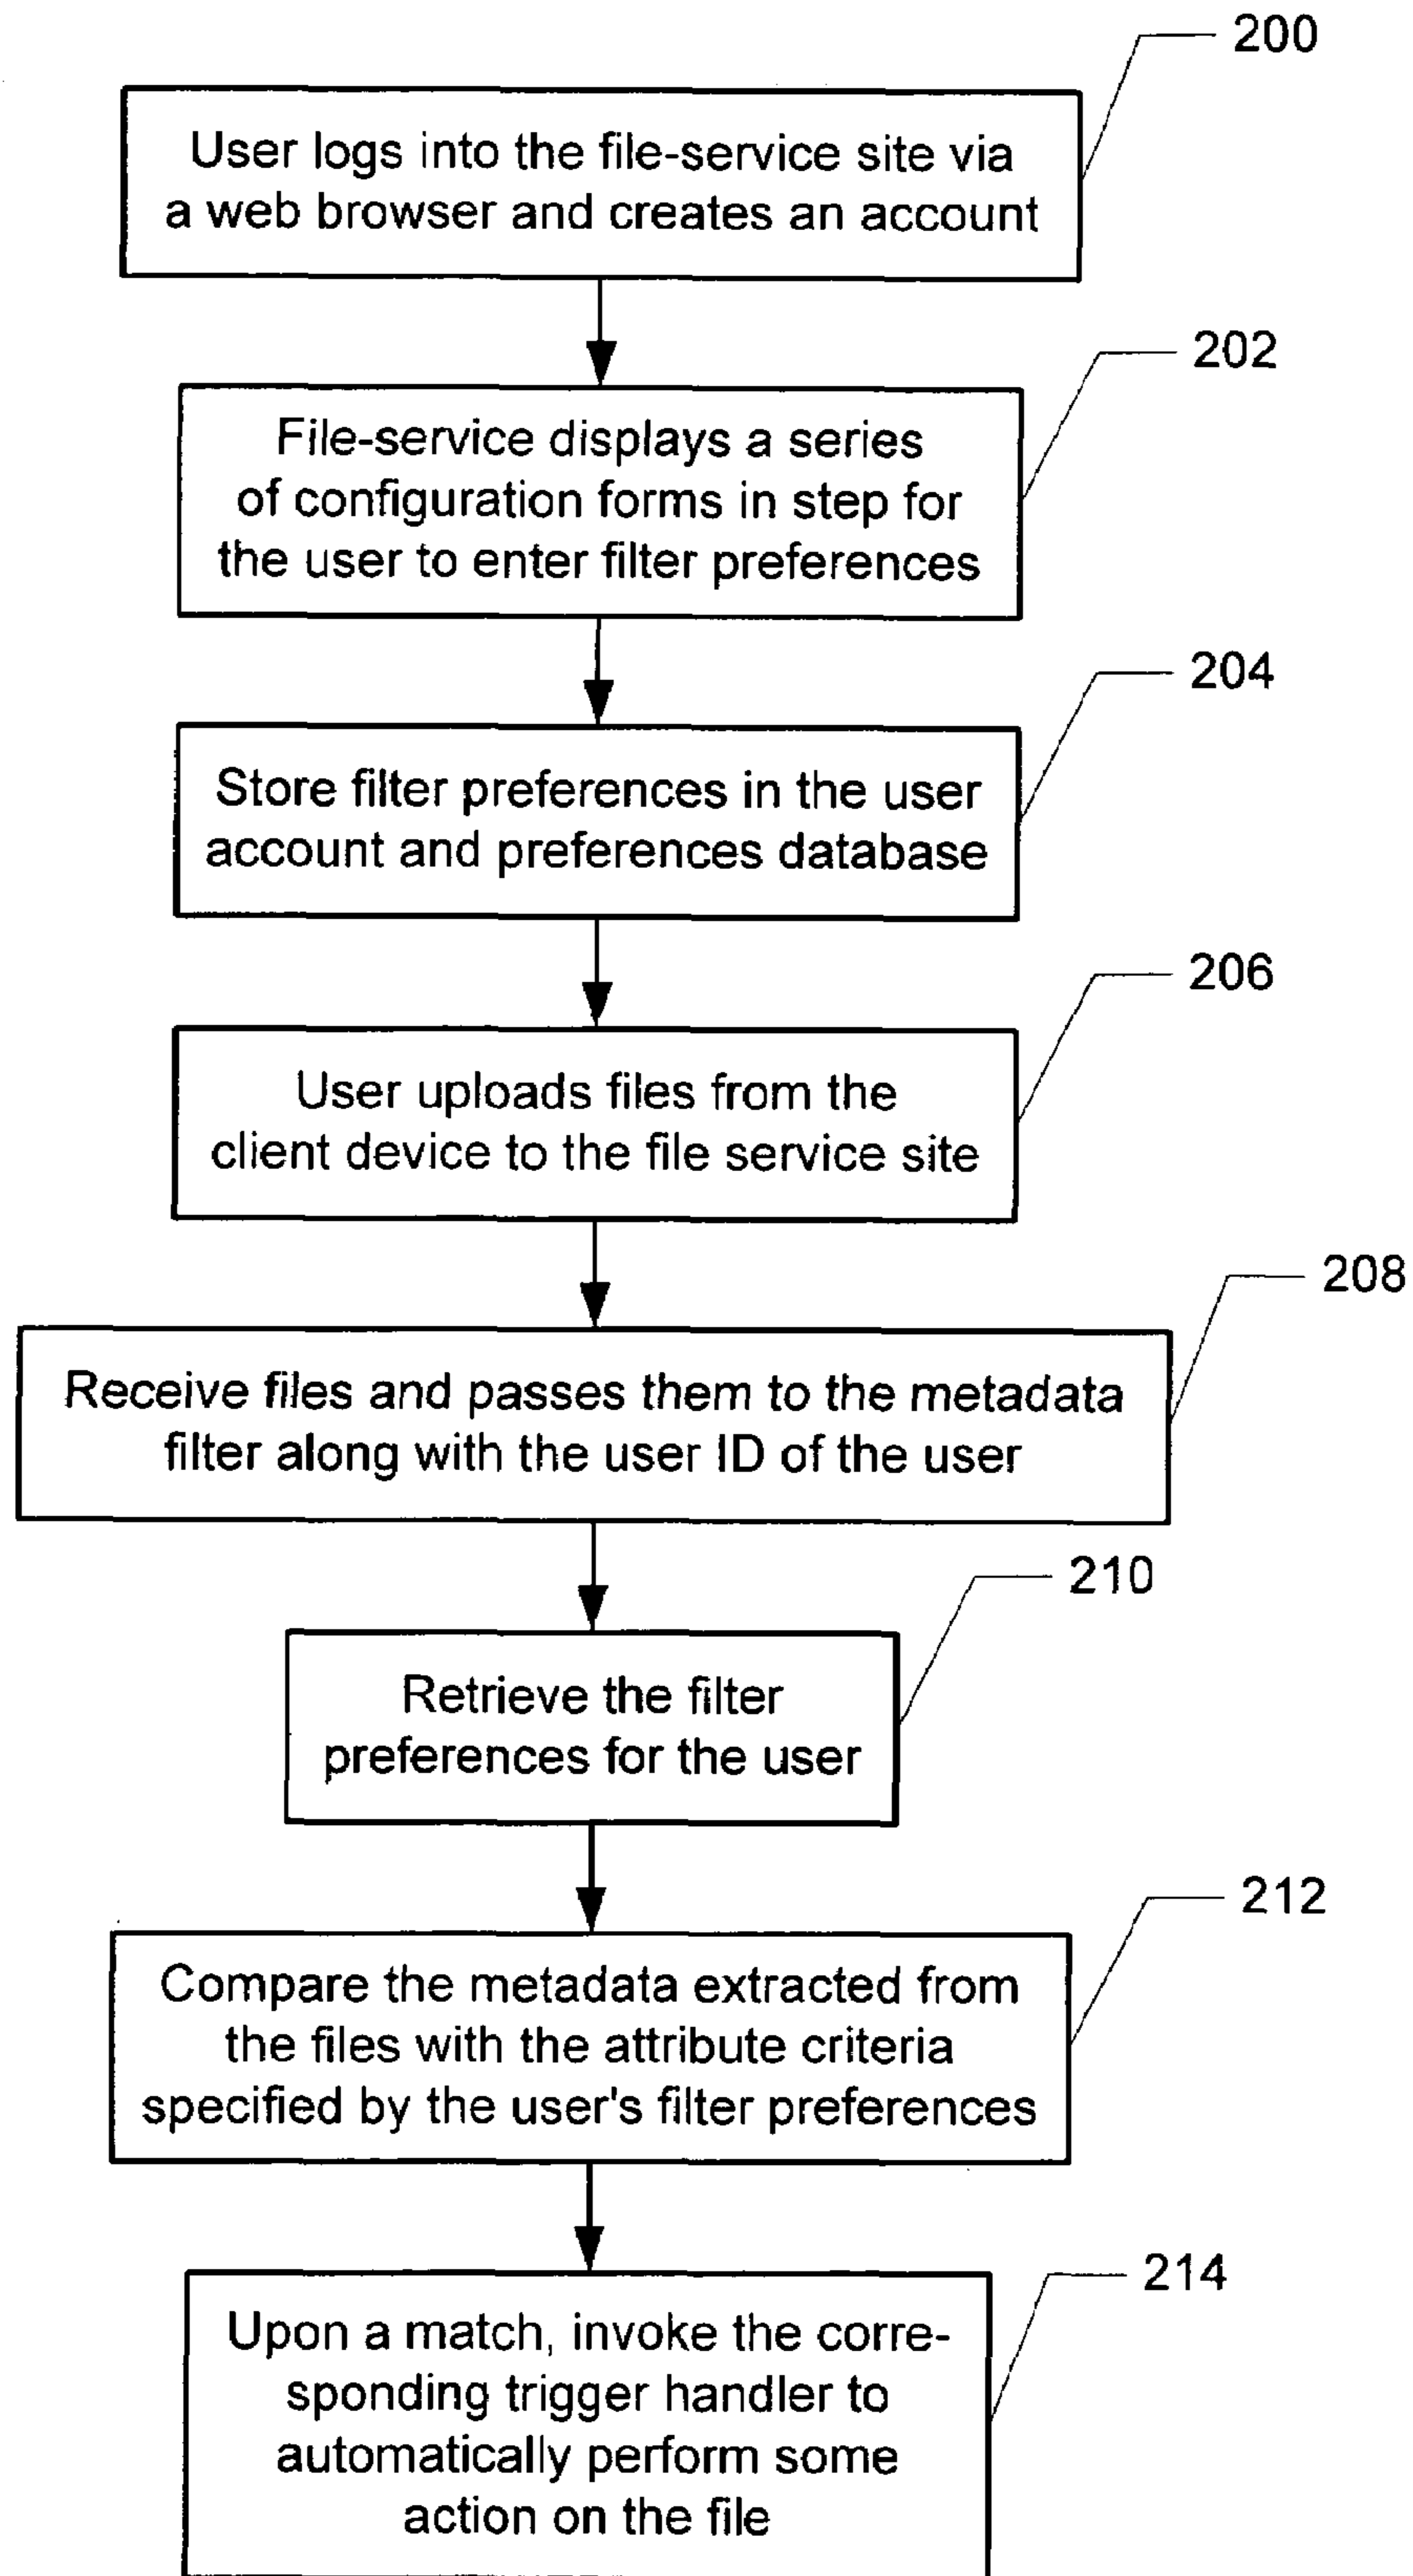 200
User logs into the file-service site via
a web browser and creates an account
202
File-service displays a series
of configuration forms in step for
the user to enter filter preferences
204
Store filter preferences in the user
account and preferences database
206
User uploads files from the
client device to the file service site
208
Receive files and passes them to the metadata
filter along with the user ID of the user
210
Retrieve the filter
preferences for the user
212
Compare the metadata extracted from
the files with the attribute criteria
specified by the user's filter preferences
214
Upon a match, invoke the corre-
sponding trigger handler to
automatically perform some
action on the file